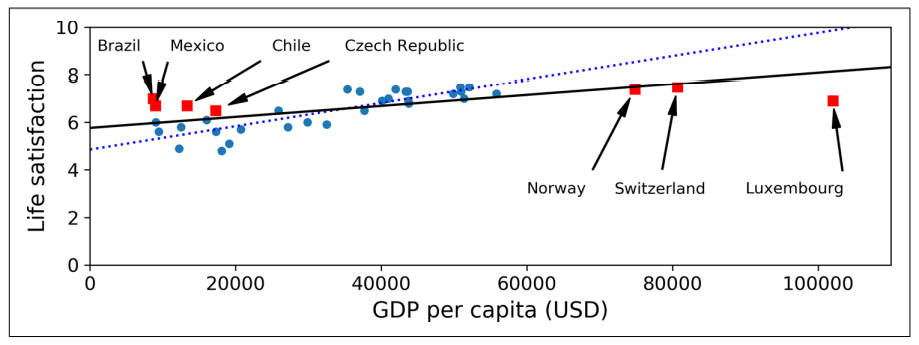 10
8
6
4
2
0
Life satisfaction
Brazil
Mexico
Chile
Czech Republic
Norway
Switzerland
Luxembourg
0
20000
40000
60000
80000
100000
GDP per capita (USD)